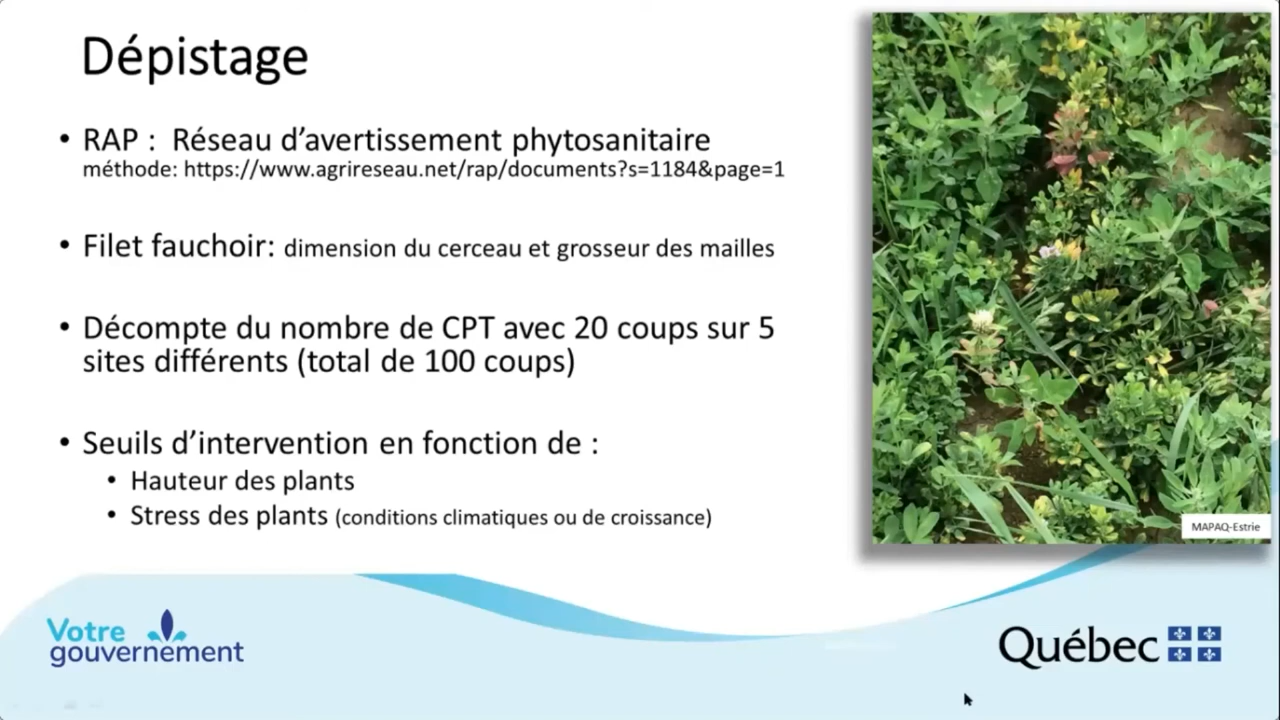 Dépistage
• RAP : Réseau d’avertissement phytosanitaire
méthode: https://www.agrireseau.net/rap/documents?s=1184&page=1
• Filet fauchoir: dimension du cerceau et grosseur des mailles
• Décompte du nombre de CPT avec 20 coups sur 5
sites différents (total de 100 coups)
• Seuils d’intervention en fonction de :
• Hauteur des plants
• Stress des plants (conditions climatiques ou de croissance)
MAPAQ-Estrie
Votre
gouvernement
Québec